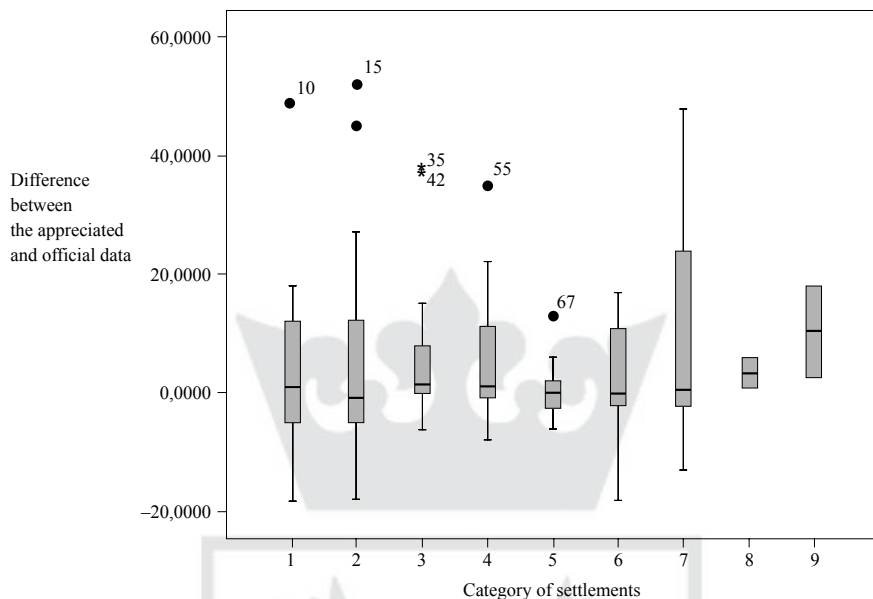 60,0000
15
10
40,0000
35
55
42
Difference
between
the appreciated
and official data
20,0000
67
0,0000
–20,0000
1 2 3 4 5 6 7 8 9
Category of settlements